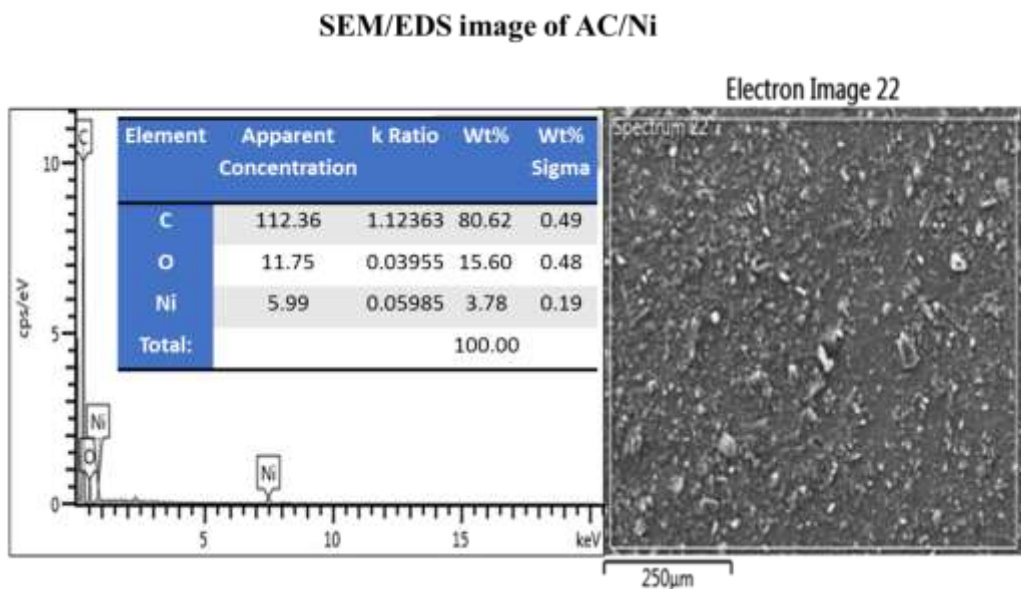 SEM/EDS image of AC/Ni
Electron Image 22
Spectrum 22
Element Apparent Concentration k Ratio Wt% Wt% Sigma
C 112.36 1.12363 80.62 0.49
O 11.75 0.03955 15.60 0.48
Ni 5.99 0.05985 3.78 0.19
Total: 100.00
cps/eV
10
5
0
C
Ni
O
Ni
5 10 15 keV
250µm